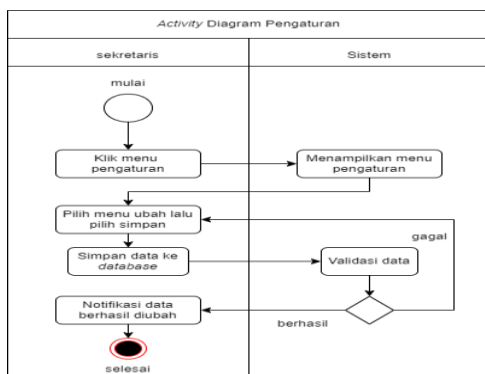 Activity Diagram Pengaturan
sekretaris
Sistem
mulai
Klik menu
pengaturan
Menampilkan menu
pengaturan
Pilih menu ubah lalu
pilih simpan
gagal
Simpan data ke
database
Validasi data
Notifikasi data
berhasil diubah
berhasil
selesai